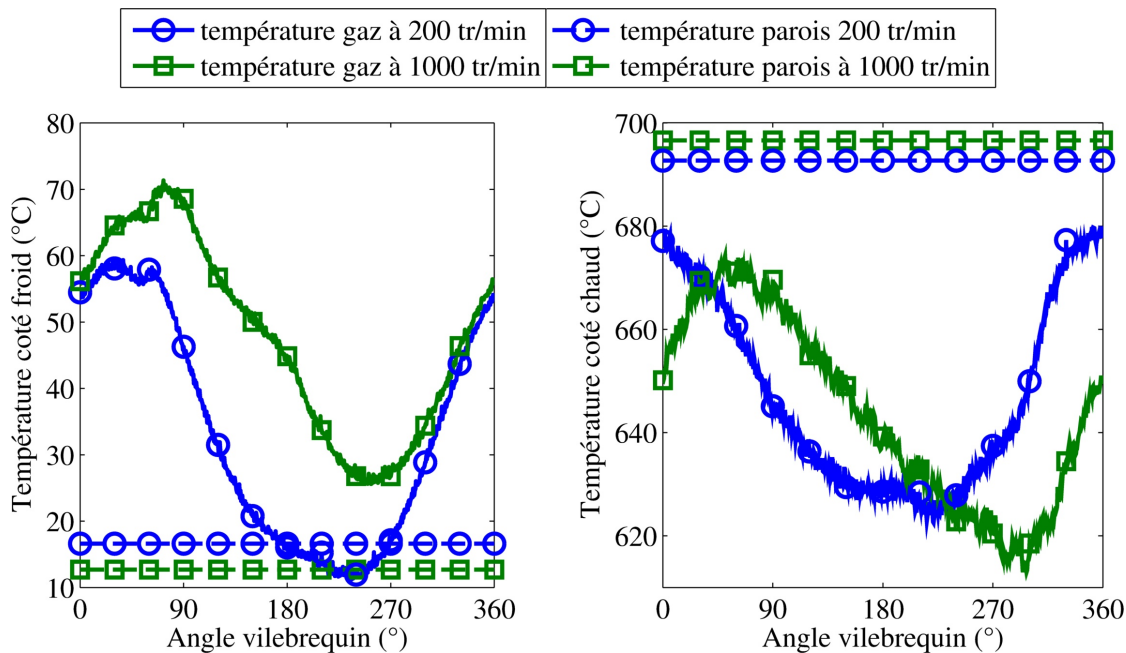 température gaz à 200 tr/min
température parois 200 tr/min
température gaz à 1000 tr/min
température parois à 1000 tr/min
80
70
60
50
40
30
20
10
0
90
180
270
360
Température coté froid (°C)
Angle vilebrequin (°)
700
680
660
640
620
0
90
180
270
360
Température coté chaud (°C)
Angle vilebrequin (°)